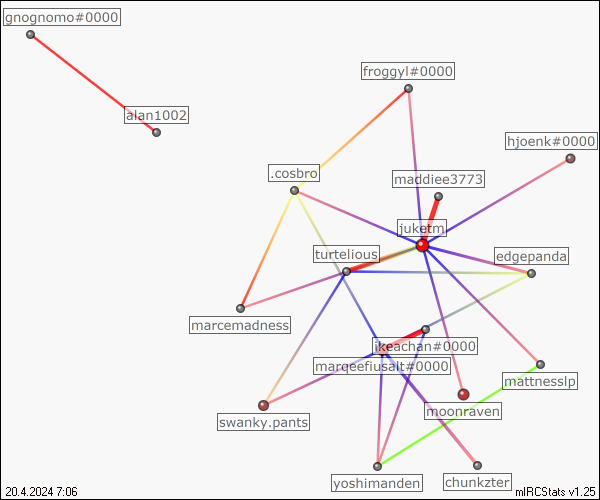 gnognomo#0000
froggyl#0000
alan1002
hjoenk#0000
.cosbro
maddiee3773
juketm
turtelious
edgepanda
marcemadness
ikeachan#0000
marqeefiusalt#0000
mattnesslp
moonraven
swanky.pants
yoshimanden
chunkzter
20.4.2024 7:06
mIRCStats v1.25